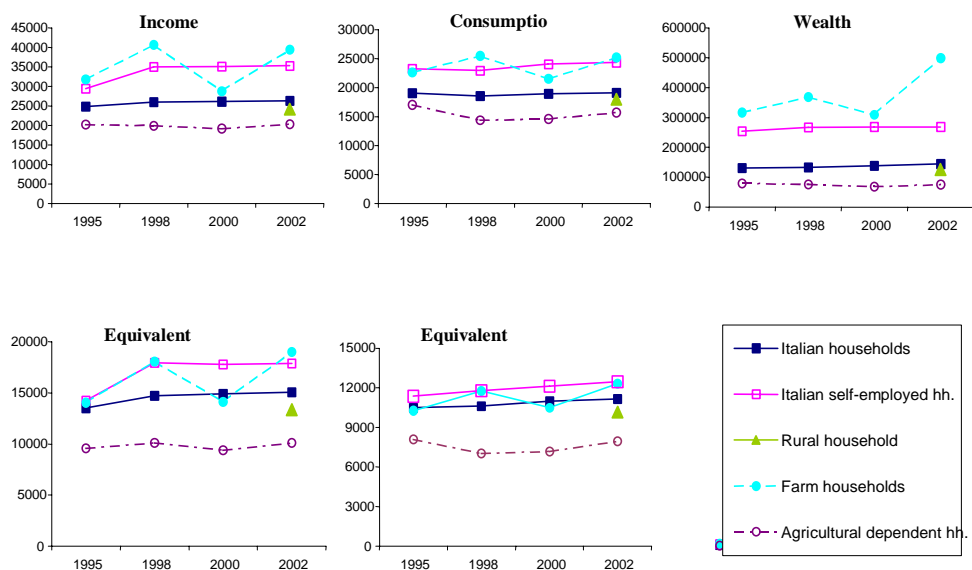 Income
45000
40000
35000
30000
25000
20000
15000
10000
5000
0
1995 1998 2000 2002
Consumptio
30000
25000
20000
15000
10000
5000
0
1995 1998 2000 2002
Wealth
600000
500000
400000
300000
200000
100000
0
1995 1998 2000 2002
Equivalent
20000
15000
10000
5000
0
1995 1998 2000 2002
Equivalent
15000
12000
9000
6000
3000
0
1995 1998 2000 2002
Italian households
Italian self-employed hh.
Rural household
Farm households
Agricultural dependent hh.